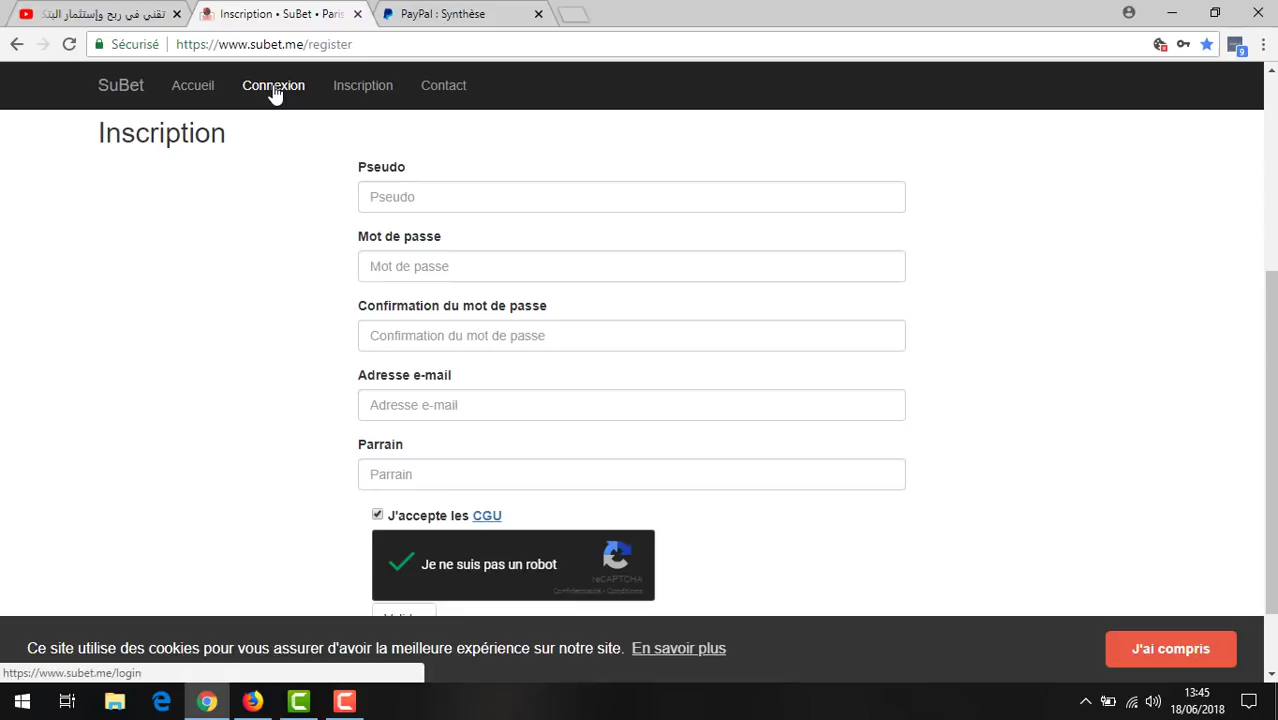 تقني في ربح وإستثمار البتک
Inscription • SuBet • Paris
PayPal : Synthèse
Sécurisé
https://www.subet.me/register
9
SuBet
Accueil
Connexion
Inscription
Contact
Inscription
Pseudo
Pseudo
Mot de passe
Mot de passe
Confirmation du mot de passe
Confirmation du mot de passe
Adresse e-mail
Adresse e-mail
Parrain
Parrain
J'accepte les CGU
Je ne suis pas un robot
reCAPTCHA
Confidentialité - Conditions
Ce site utilise des cookies pour vous assurer d'avoir la meilleure expérience sur notre site. En savoir plus
J'ai compris
https://www.subet.me/login
13:45
18/06/2018